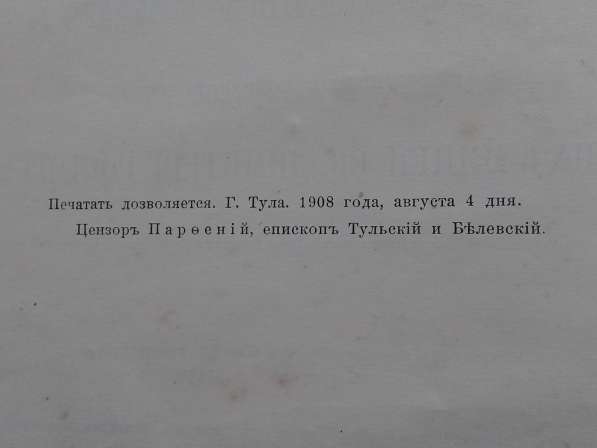 Печатать дозволяется. Г. Тула. 1908 года, августа 4 дня.
Цензоръ Парѳеній, епископъ Тульскій и Бѣлевскій.